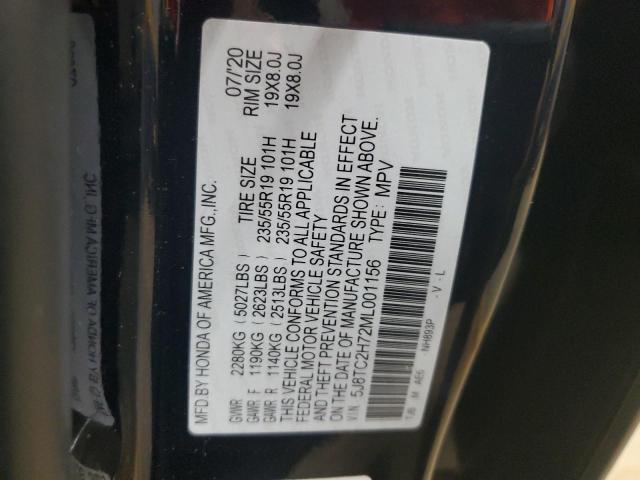 MFD.BY HONDA OF AMERICA MFG.,INC. 07/'20
GVWR 2280KG (5027LBS) TIRE SIZE RIM SIZE
GAWR F 1190KG (2623LBS) 235/55R19 101H 19X8.0J
GAWR R 1140KG (2513LBS) 235/55R19 101H 19X8.0J
THIS VEHICLE CONFORMS TO ALL APPLICABLE
FEDERAL MOTOR VEHICLE SAFETY
AND THEFT PREVENTION STANDARDS IN EFFECT
ON THE DATE OF MANUFACTURE SHOWN ABOVE.
V.I.N. 5J8TC2H72ML001156 TYPE: MPV
TJB M AE6 -NH893P - V - L